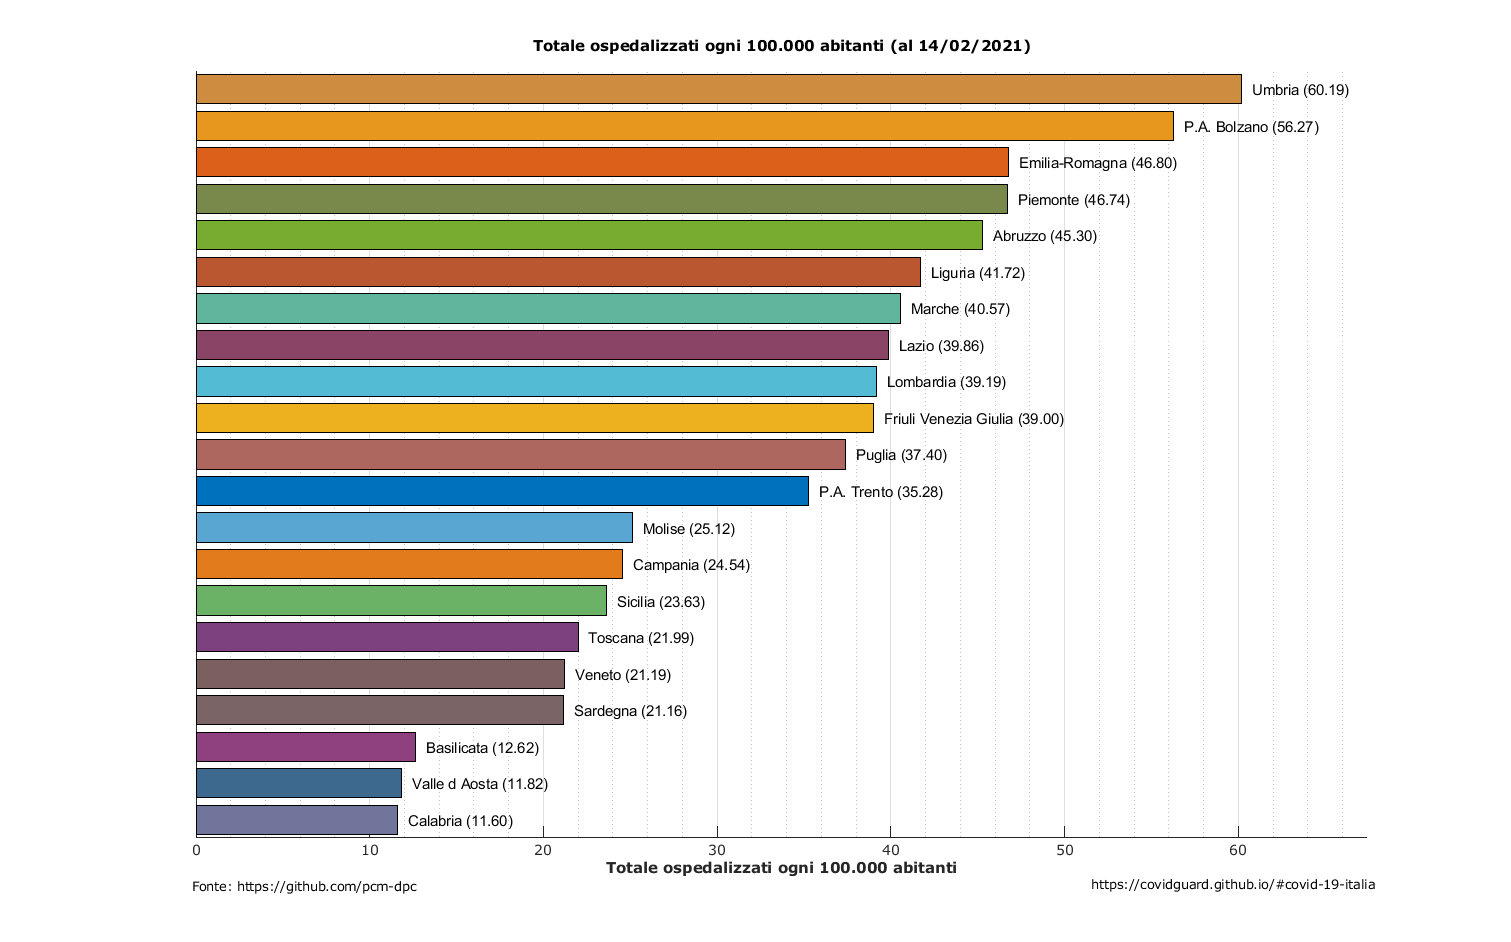 Totale ospedalizzati ogni 100.000 abitanti (al 14/02/2021)
Umbria (60.19)
P.A. Bolzano (56.27)
Emilia-Romagna (46.80)
Piemonte (46.74)
Abruzzo (45.30)
Liguria (41.72)
Marche (40.57)
Lazio (39.86)
Lombardia (39.19)
Friuli Venezia Giulia (39.00)
Puglia (37.40)
P.A. Trento (35.28)
Molise (25.12)
Campania (24.54)
Sicilia (23.63)
Toscana (21.99)
Veneto (21.19)
Sardegna (21.16)
Basilicata (12.62)
Valle d Aosta (11.82)
Calabria (11.60)
0 10 20 30 40 50 60
Totale ospedalizzati ogni 100.000 abitanti
Fonte: https://github.com/pcm-dpc
https://covidguard.github.io/#covid-19-italia